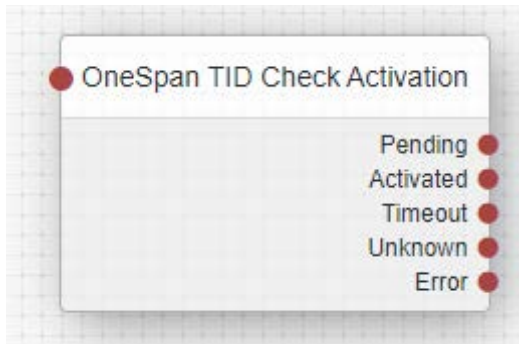 OneSpan TID Check Activation
Pending
Activated
Timeout
Unknown
Error